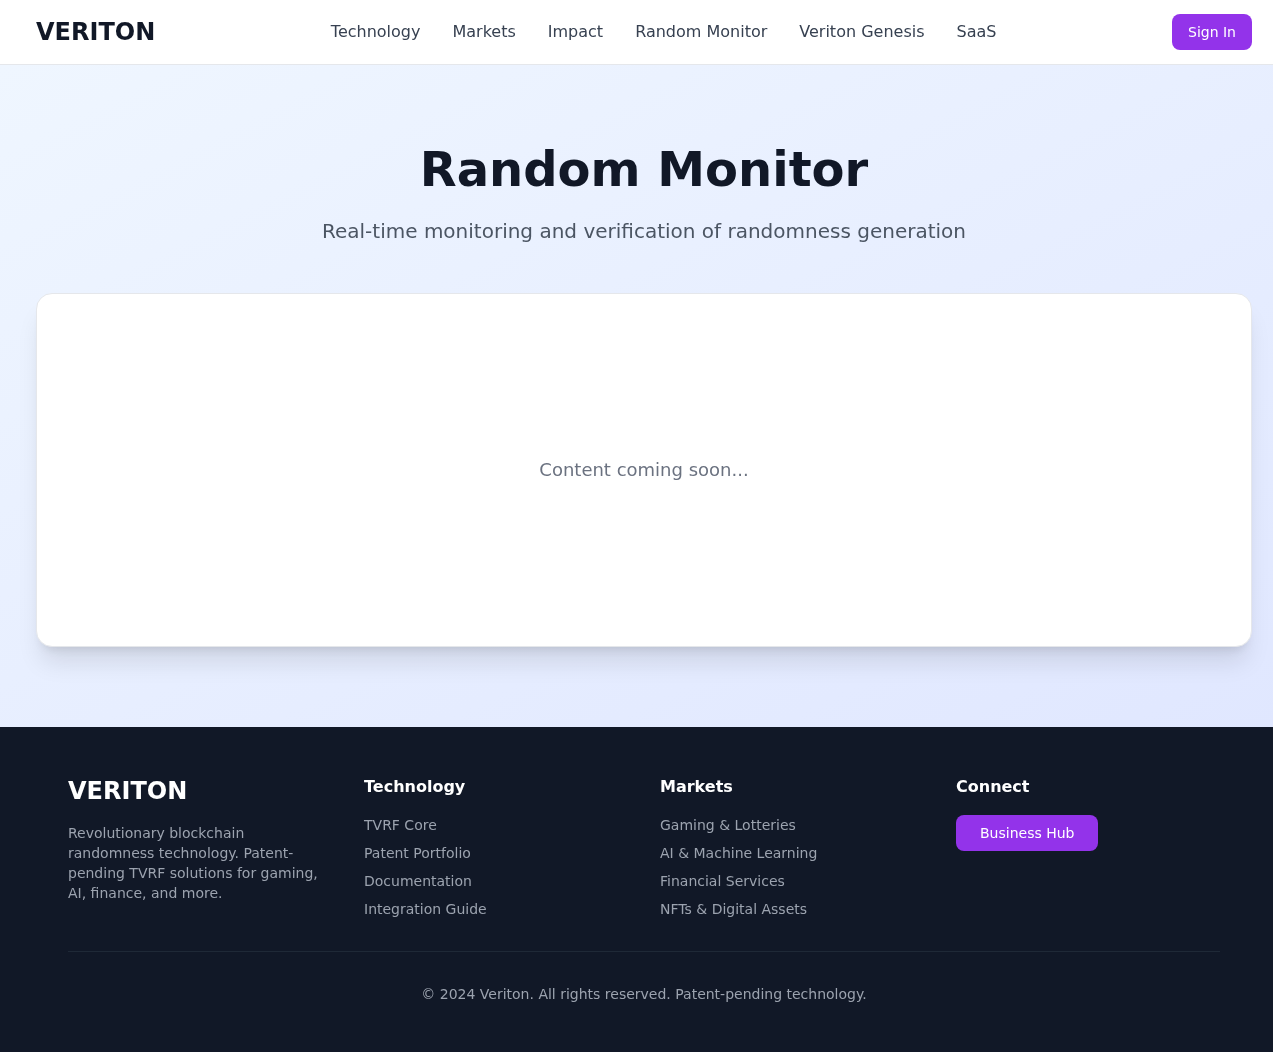 VERITON
Technology
Markets
Impact
Random Monitor
Veriton Genesis
SaaS
Sign In
Random Monitor
Real-time monitoring and verification of randomness generation
Content coming soon...
VERITON
Revolutionary blockchain
randomness technology. Patent-
pending TVRF solutions for gaming,
AI, finance, and more.
Technology
TVRF Core
Patent Portfolio
Documentation
Integration Guide
Markets
Gaming & Lotteries
AI & Machine Learning
Financial Services
NFTs & Digital Assets
Connect
Business Hub
© 2024 Veriton. All rights reserved. Patent-pending technology.